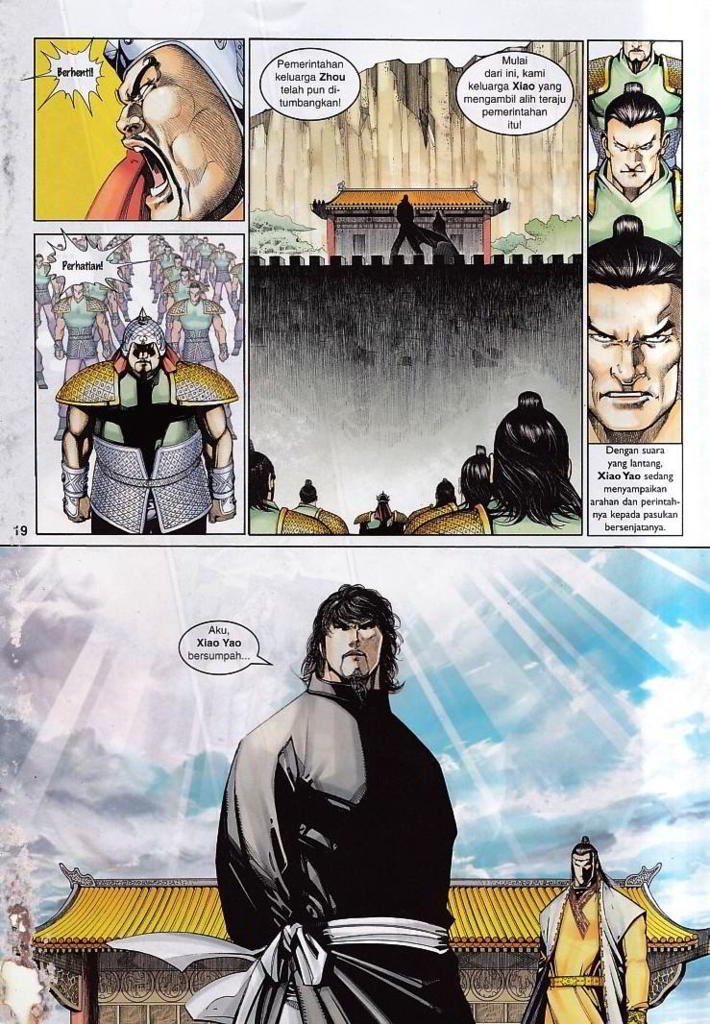 Berhenti!!
Pemerintahan
keluarga Zhou
telah pun di-
tumbangkan!
Mulai
dari ini, kami
keluarga Xiao yang
mengambil alih teraju
pemerintahan
itu!
Perhatian!
Dengan suara
yang lantang,
Xiao Yao sedang
menyampaikan
arahan dan perintah-
nya kepada pasukan
bersenjatanya.
19
Aku,
Xiao Yao
bersumpah...